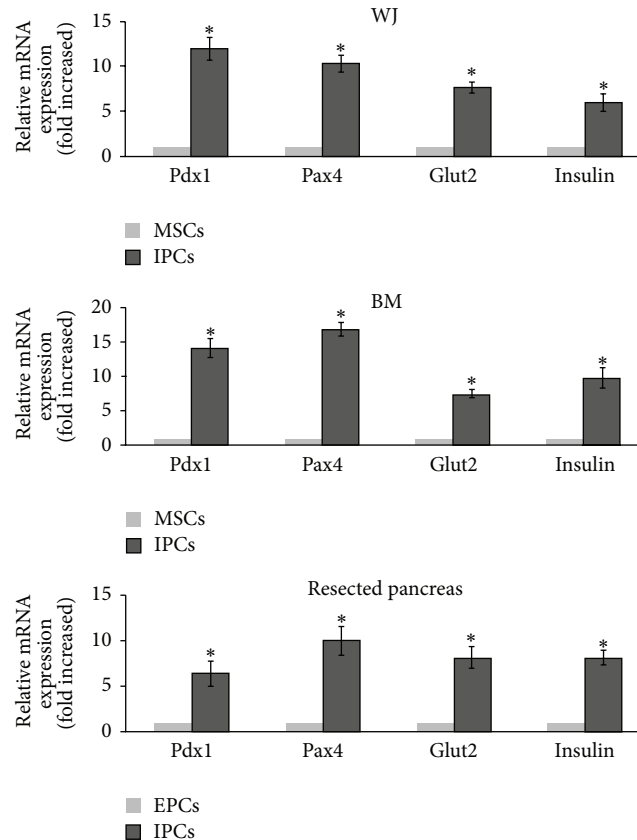 WJ
Relative mRNA
expression
(fold increased)
15
10
5
0
*
*
*
*
Pdx1 Pax4 Glut2 Insulin
MSCs
IPCs
BM
Relative mRNA
expression
(fold increased)
20
15
10
5
0
*
*
*
*
Pdx1 Pax4 Glut2 Insulin
MSCs
IPCs
Resected pancreas
Relative mRNA
expression
(fold increased)
15
10
5
0
*
*
*
*
Pdx1 Pax4 Glut2 Insulin
EPCs
IPCs